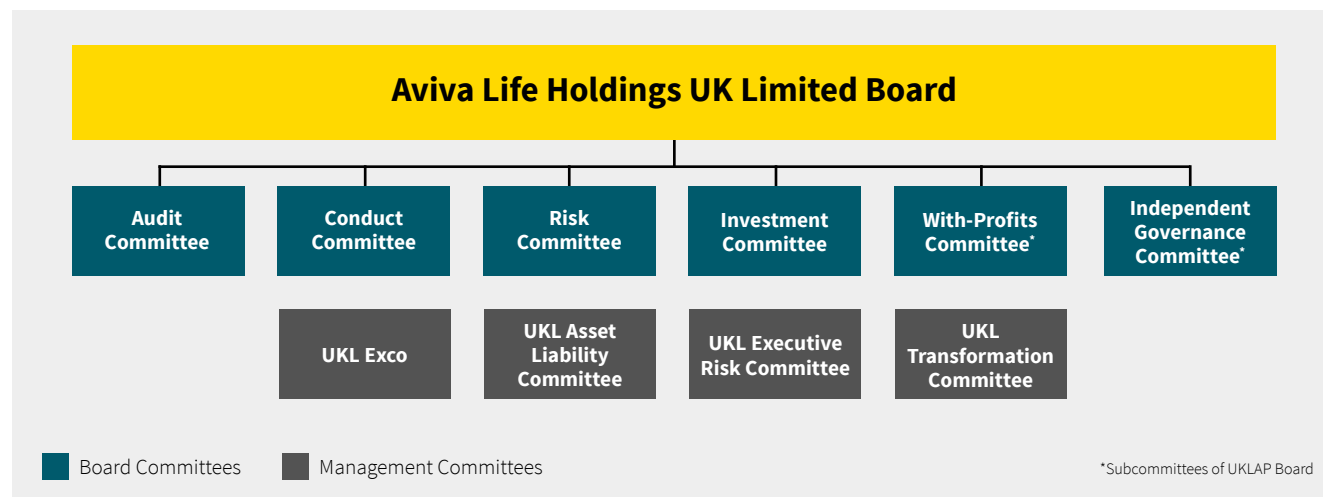 Aviva Life Holdings UK Limited Board
Audit
Committee
Conduct
Committee
Risk
Committee
Investment
Committee
With-Profits
Committee*
Independent
Governance
Committee*
UKL Exco
UKL Asset
Liability
Committee
UKL Executive
Risk Committee
UKL
Transformation
Committee
Board Committees
Management Committees
*Subcommittees of UKLAP Board